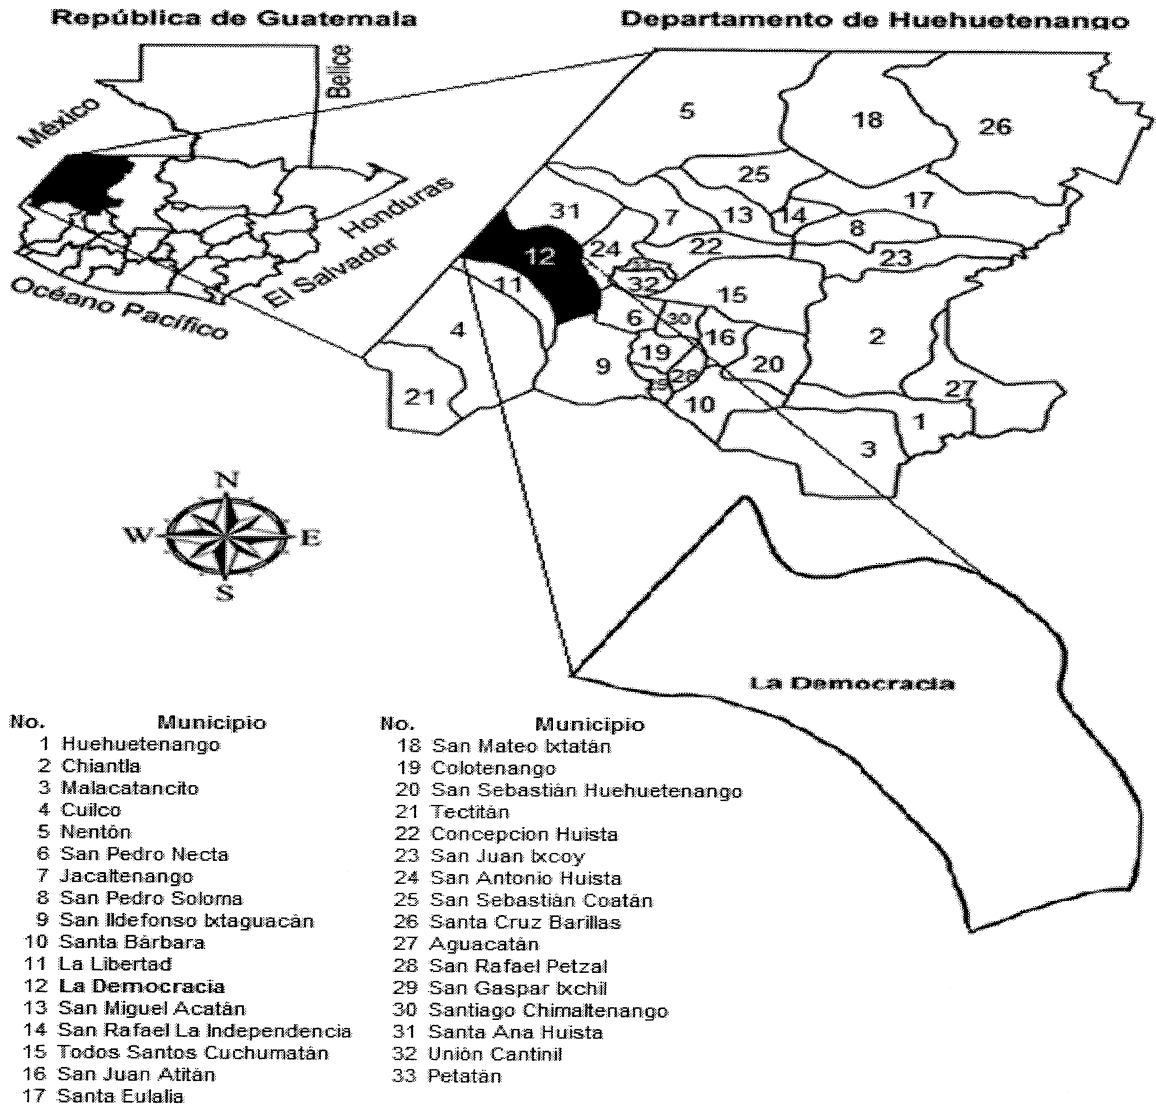 República de Guatemala
Departamento de Huehuetenango
México
Belice
Honduras
El Salvador
Océano Pacífico
5
18
26
25
17
31
7
13
14
8
12
24
22
23
33
11
32
15
6
30
4
16
2
19
9
20
28
29
27
21
10
1
3
N
W E
S
La Democracia
No. Municipio
1 Huehuetenango
2 Chiantla
3 Malacatancito
4 Cuilco
5 Nentón
6 San Pedro Necta
7 Jacaltenango
8 San Pedro Soloma
9 San Ildefonso Ixtaguacán
10 Santa Bárbara
11 La Libertad
12 La Democracia
13 San Miguel Acatán
14 San Rafael La Independencia
15 Todos Santos Cuchumatán
16 San Juan Atitán
17 Santa Eulalia
No. Municipio
18 San Mateo Ixtatán
19 Colotenango
20 San Sebastián Huehuetenango
21 Tectitán
22 Concepcion Huista
23 San Juan Ixcoy
24 San Antonio Huista
25 San Sebastián Coatán
26 Santa Cruz Barillas
27 Aguacatán
28 San Rafael Petzal
29 San Gaspar Ixchil
30 Santiago Chimaltenango
31 Santa Ana Huista
32 Unión Cantinil
33 Petatán